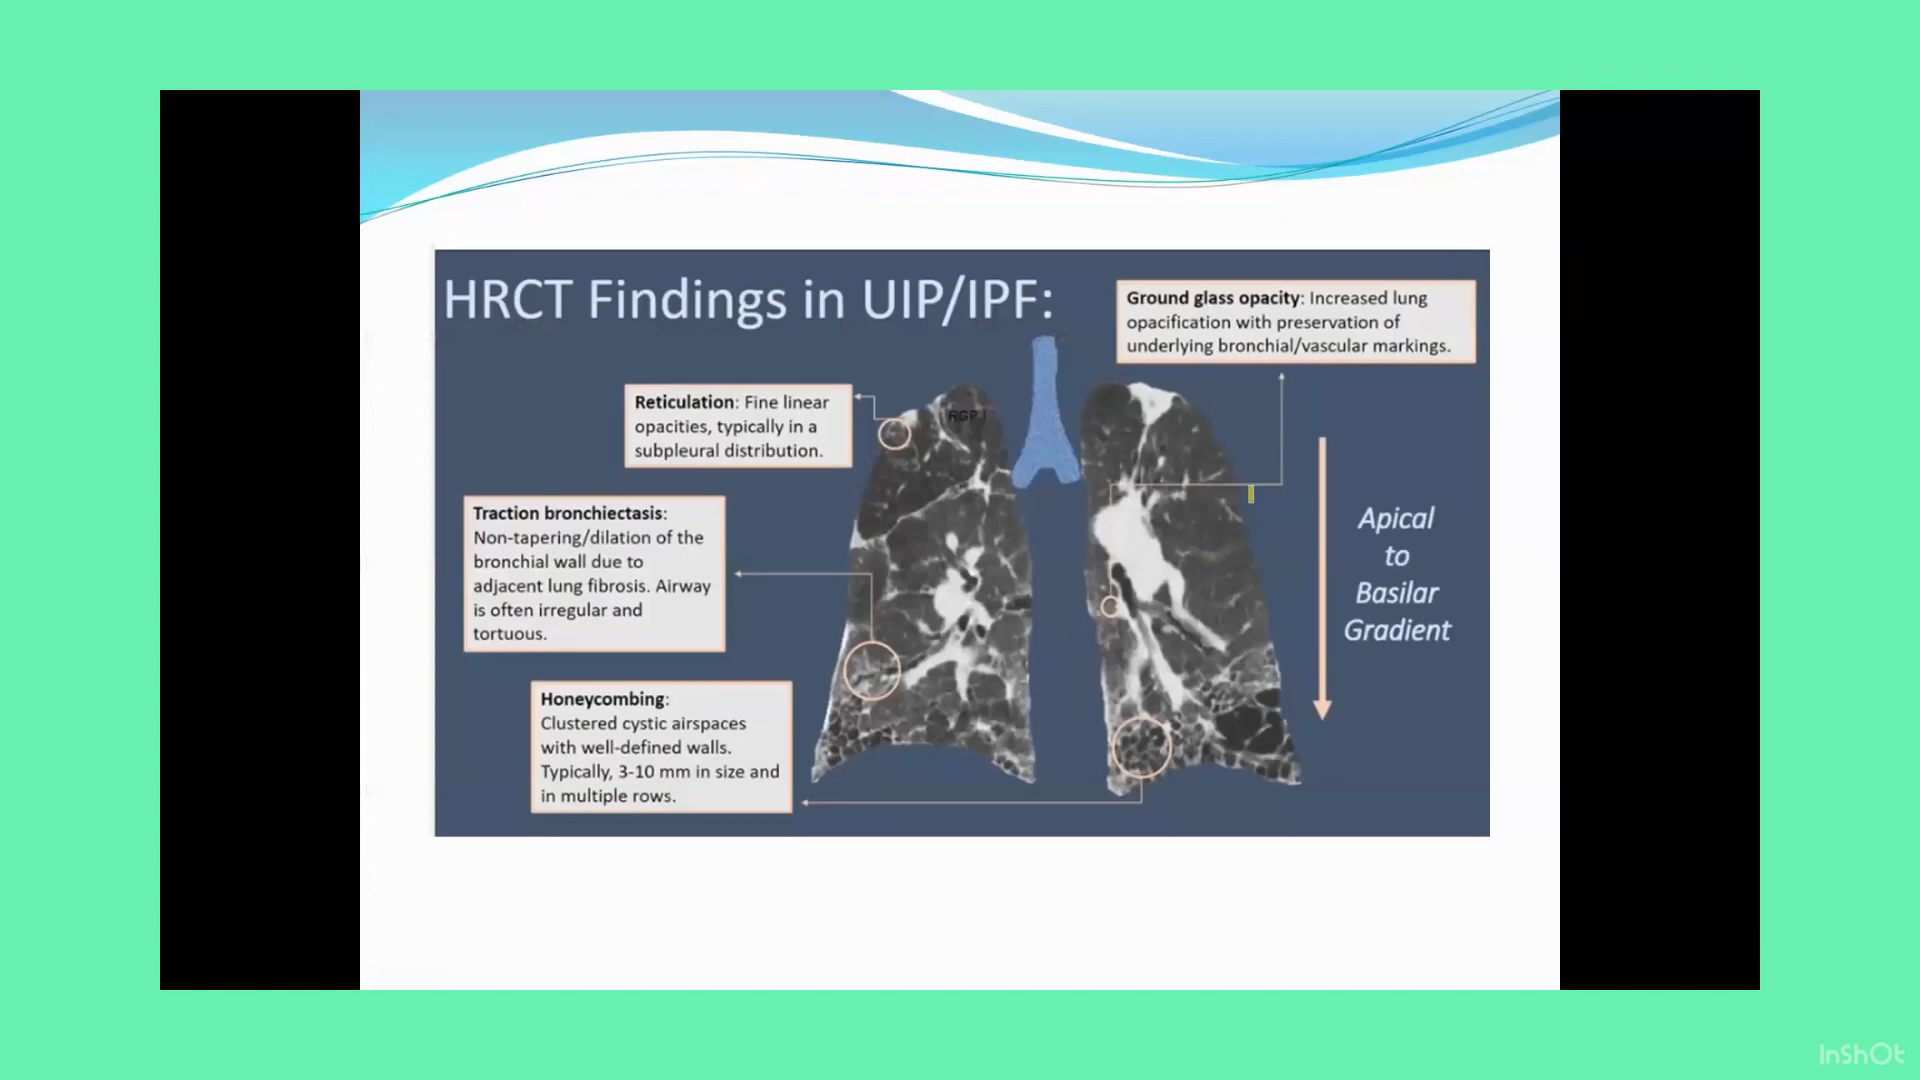 HRCT Findings in UIP/IPF:
Ground glass opacity: Increased lung
opacification with preservation of
underlying bronchial/vascular markings.
Reticulation: Fine linear
opacities, typically in a
subpleural distribution.
RGP
Traction bronchiectasis:
Non-tapering/dilation of the
bronchial wall due to
adjacent lung fibrosis. Airway
is often irregular and
tortuous.
Apical
to
Basilar
Gradient
Honeycombing:
Clustered cystic airspaces
with well-defined walls.
Typically, 3-10 mm in size and
in multiple rows.
InShOt